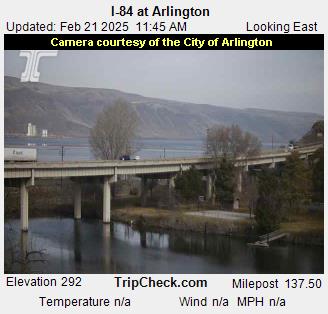 I-84 at Arlington
Updated: Feb 21 2025 11:45 AM Looking East
Camera courtesy of the City of Arlington
Elevation 292 TripCheck.com Milepost 137.50
Temperature n/a Wind n/a MPH n/a